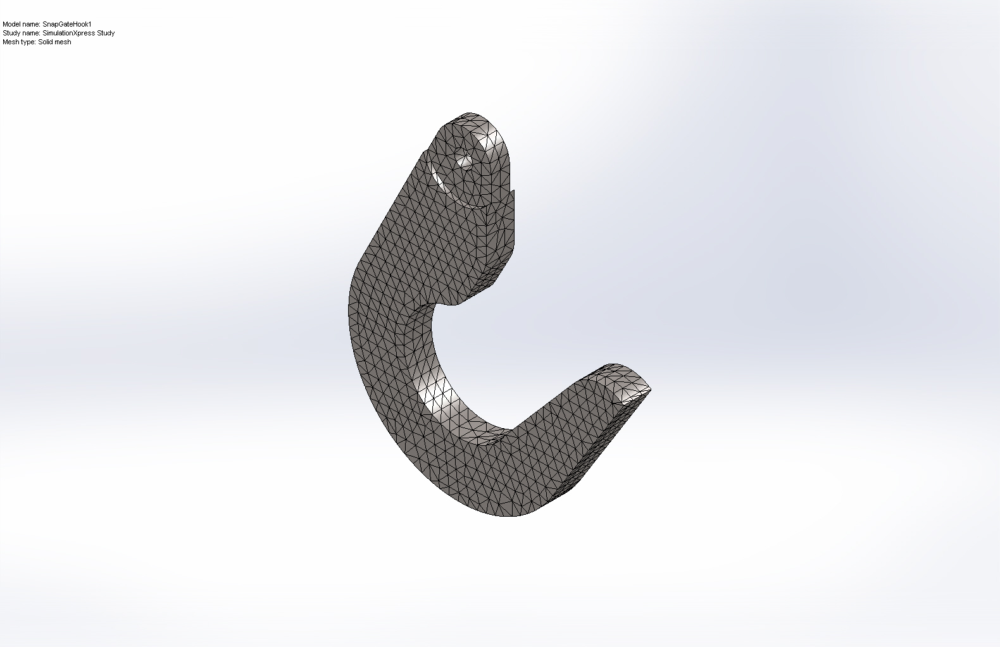 Model name: SnapGateHook1
Study name: SimulationXpress Study
Mesh type: Solid mesh